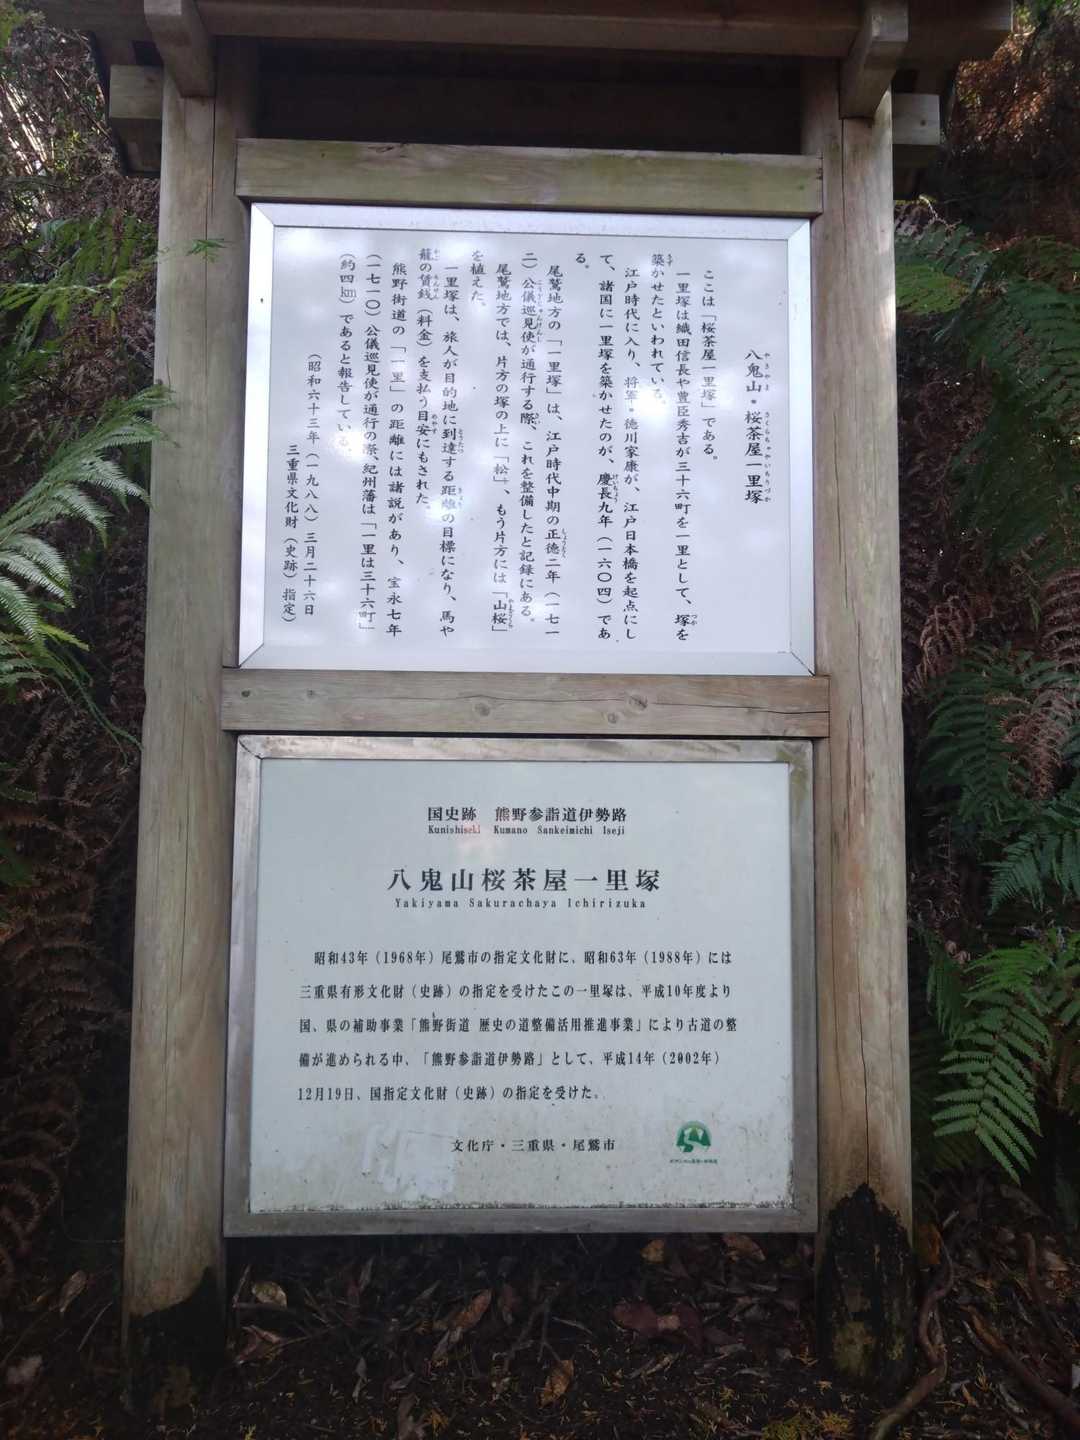 八鬼山・桜茶屋一里塚
ここは「桜茶屋一里塚」である。
一里塚は織田信長や豊臣秀吉が三十六町を一里として、塚を
築かせたといわれている。
江戸時代に入り、将軍・徳川家康が、江戸日本橋を起点にし
て、諸国に一里塚を築かせたのが、慶長九年（一六〇四）であ
る。
尾鷲地方の「一里塚」は、江戸時代中期の正徳二年（一七一
二）公儀巡見使が通行する際、これを整備したと記録にある。
尾鷲地方では、片方の塚の上に「松」、もう片方には「山桜」
を植えた。
一里塚は、旅人が目的地に到達する距離の目標になり、馬や
籠の賃銭（料金）を支払う目安にもされた。
熊野街道の「一里」の距離には諸説があり、宝永七年
（一七一〇）公儀巡見使が通行の際、紀州藩は「一里は三十六町」
（約四㎞）であると報告している。
（昭和六十三年（一九八八）三月二十六日
三重県文化財（史跡）指定）
国史跡　熊野参詣道伊勢路
Kunishiseki Kumano Sankeimichi Iseji
八鬼山桜茶屋一里塚
Yakiyama Sakurachaya Ichirizuka
昭和43年（1968年）尾鷲市の指定文化財に、昭和63年（1988年）には
三重県有形文化財（史跡）の指定を受けたこの一里塚は、平成10年度より
国、県の補助事業「熊野街道 歴史の道整備活用推進事業」により古道の整
備が進められる中、「熊野参詣道伊勢路」として、平成14年（2002年）
12月19日、国指定文化財（史跡）の指定を受けた。
文化庁・三重県・尾鷲市